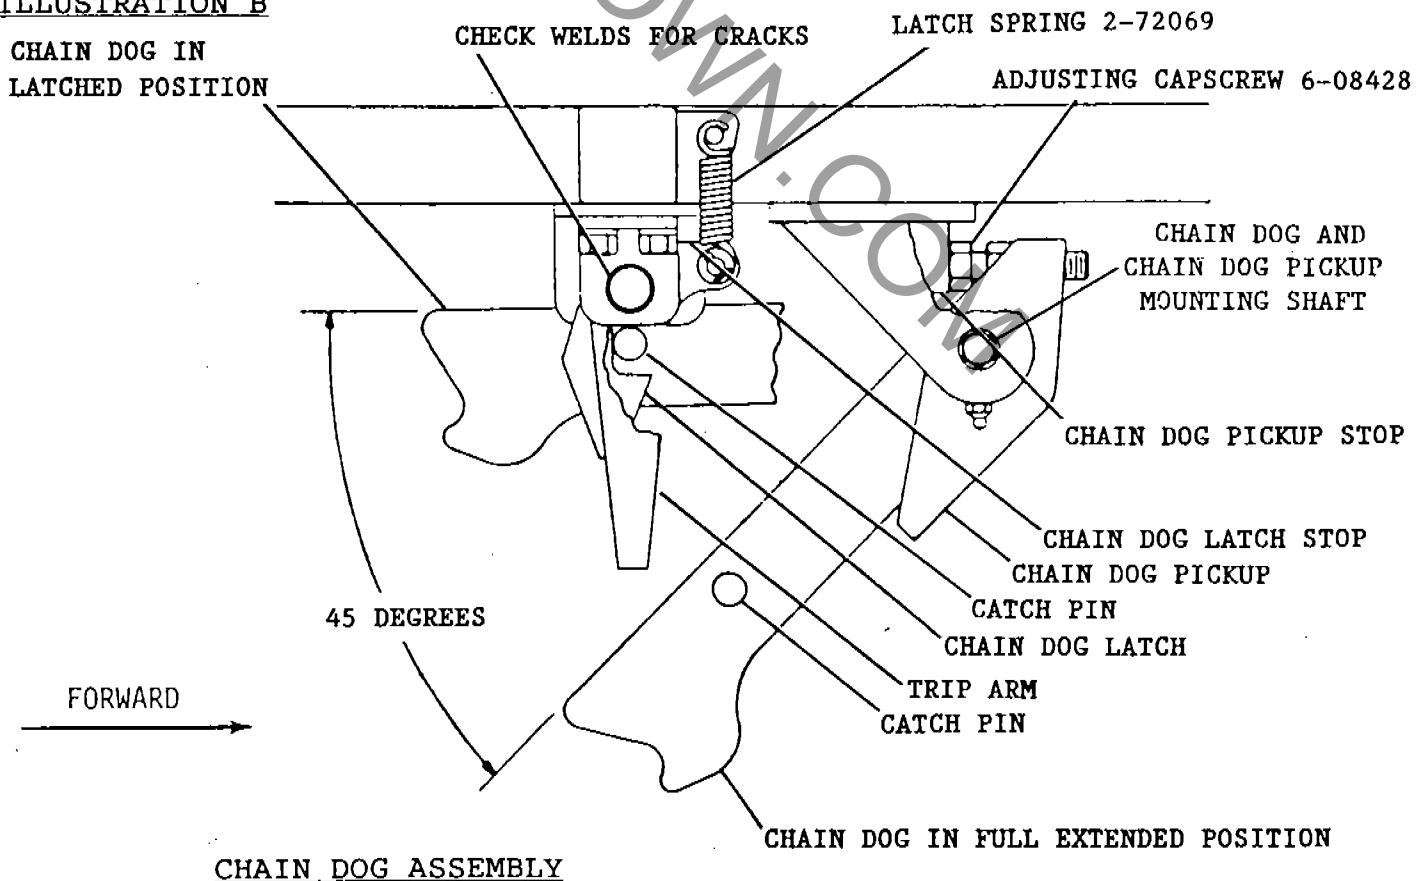 ILLUSTRATION B
CHAIN DOG IN
LATCHED POSITION
CHECK WELDS FOR CRACKS
LATCH SPRING 2-72069
ADJUSTING CAPSCREW 6-08428
CHAIN DOG AND
CHAIN DOG PICKUP
MOUNTING SHAFT
CHAIN DOG PICKUP STOP
CHAIN DOG LATCH STOP
CHAIN DOG PICKUP
CATCH PIN
CHAIN DOG LATCH
TRIP ARM
CATCH PIN
45 DEGREES
FORWARD
CHAIN DOG IN FULL EXTENDED POSITION
CHAIN DOG ASSEMBLY
OWN.COM